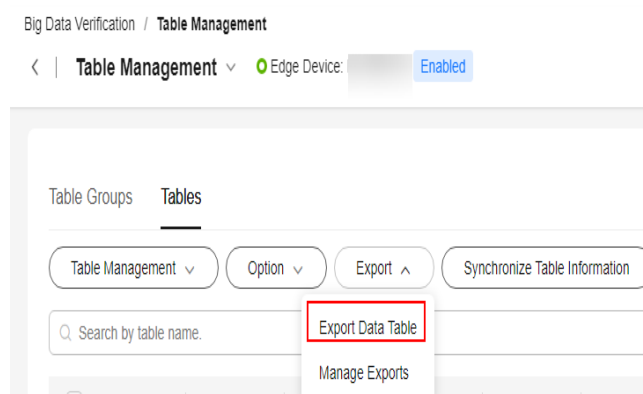 Big Data Verification / Table Management
Table Management
Edge Device:
Enabled
Table Groups Tables
Table Management Option Export Synchronize Table Information
Search by table name.
Export Data Table
Manage Exports